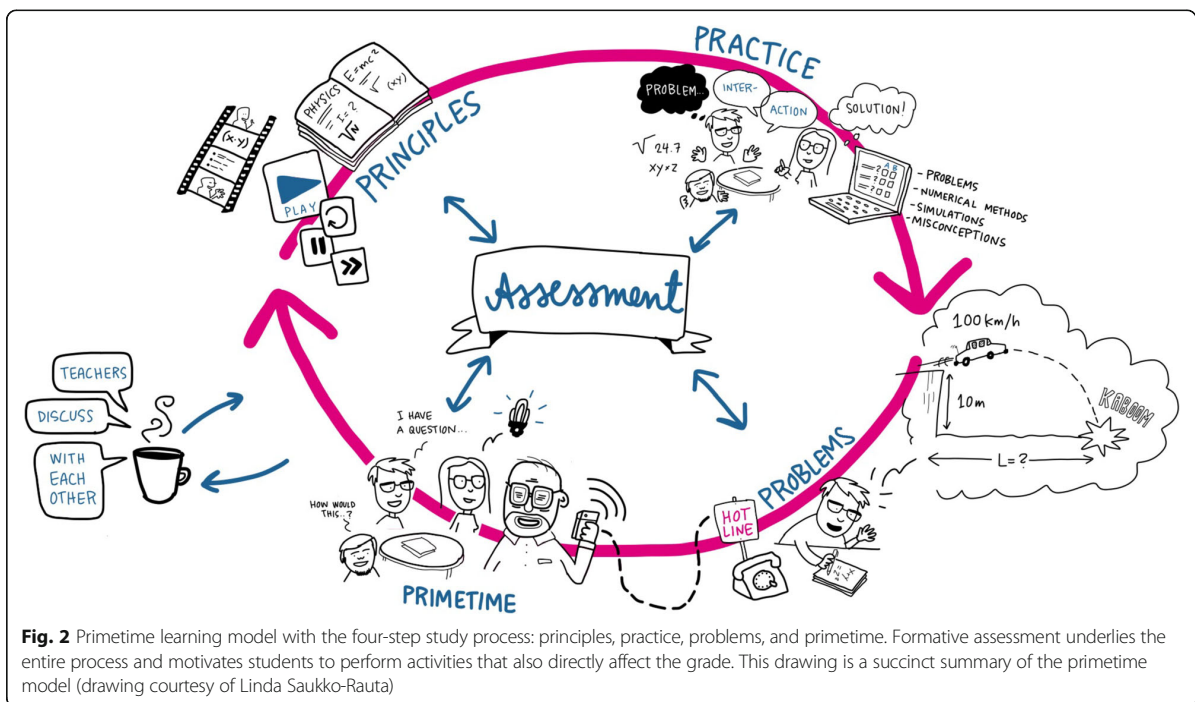 PRINCIPLES
PHYSICS
I = ?
√N
E=mc²
√ (xy)
(x·y)
PLAY
PRACTICE
PROBLEM...
INTER-
ACTION
SOLUTION!
√ 24.7
xy×2
A B
- PROBLEMS
- NUMERICAL METHODS
- SIMULATIONS
- MISCONCEPTIONS
Assessment
100 km/h
10m
KABOOM
L=?
PROBLEMS
HOT
LINE
I HAVE
A QUESTION...
HOW WOULD
THIS..?
PRIMETIME
TEACHERS
DISCUSS
WITH
EACH
OTHER
Fig. 2 Primetime learning model with the four-step study process: principles, practice, problems, and primetime. Formative assessment underlies the
entire process and motivates students to perform activities that also directly affect the grade. This drawing is a succinct summary of the primetime
model (drawing courtesy of Linda Saukko-Rauta)